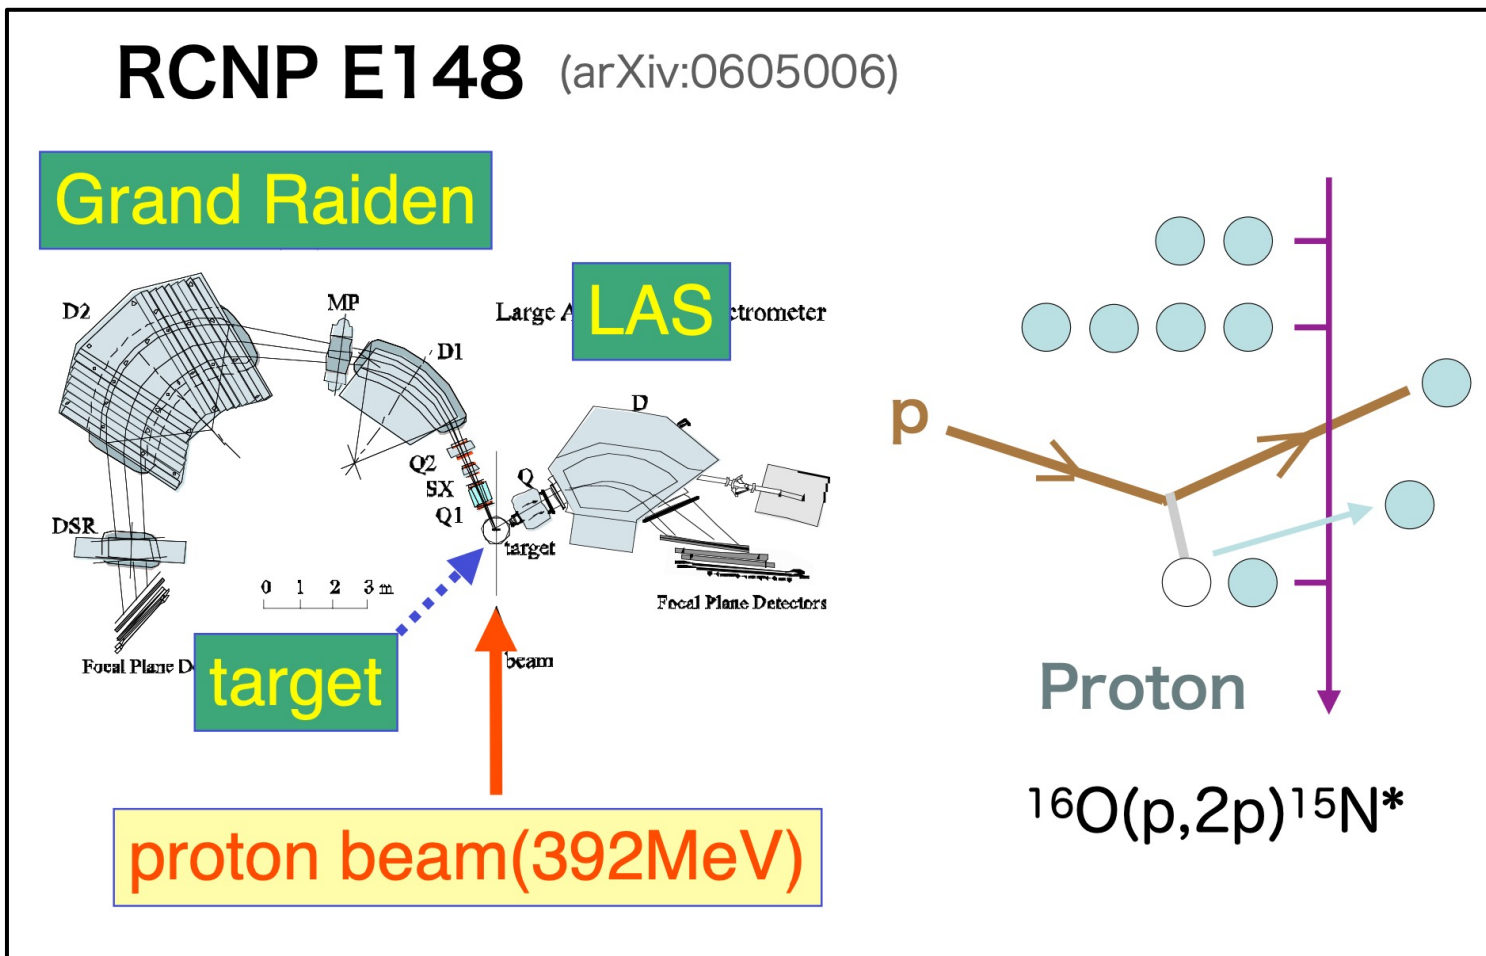 RCNP E148 (arXiv:0605006)
Grand Raiden
LAS
Large A
ctrometer
D2
MP
D1
D
Q2
Q
SX
Q1
DSR
target
0 1 2 3 m
Focal Plane Detectors
Focal Plane D
target
beam
proton beam(392MeV)
p
Proton
¹⁶O(p,2p)¹⁵N*